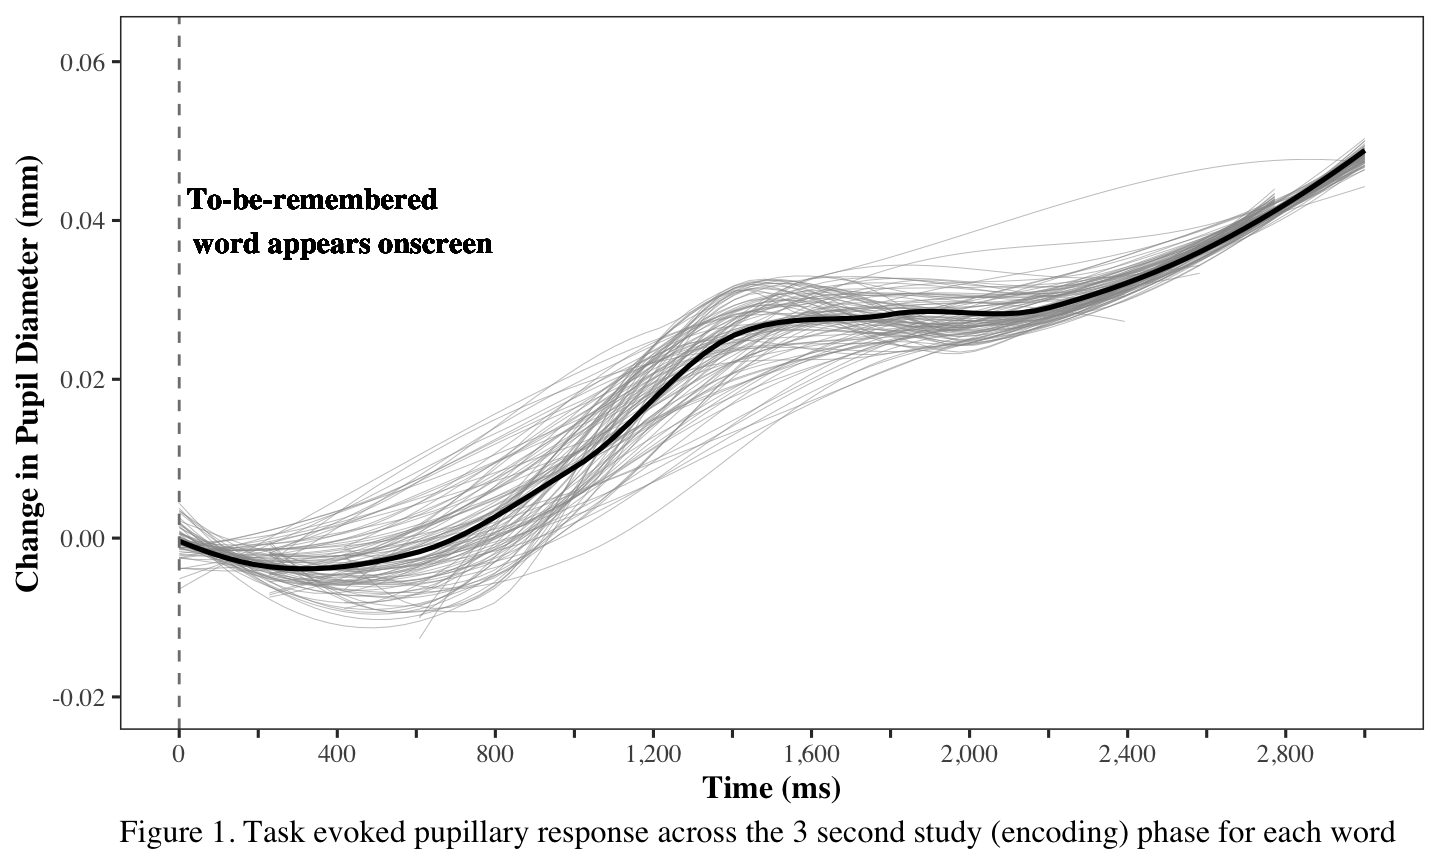 0.06
0.04
0.02
0.00
-0.02
Change in Pupil Diameter (mm)
To-be-remembered
word appears onscreen
0 400 800 1,200 1,600 2,000 2,400 2,800
Time (ms)
Figure 1. Task evoked pupillary response across the 3 second study (encoding) phase for each word